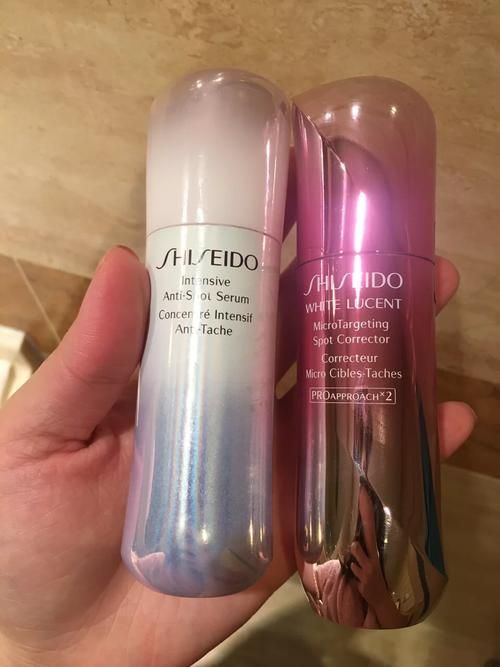 SHISEIDO
Intensive
Anti-Spot Serum
Concentré Intensif
Anti-Tache
SHISEIDO
WHITE LUCENT
MicroTargeting
Spot Corrector
Correcteur
Micro Cibles-Taches
PROAPPROACH×2